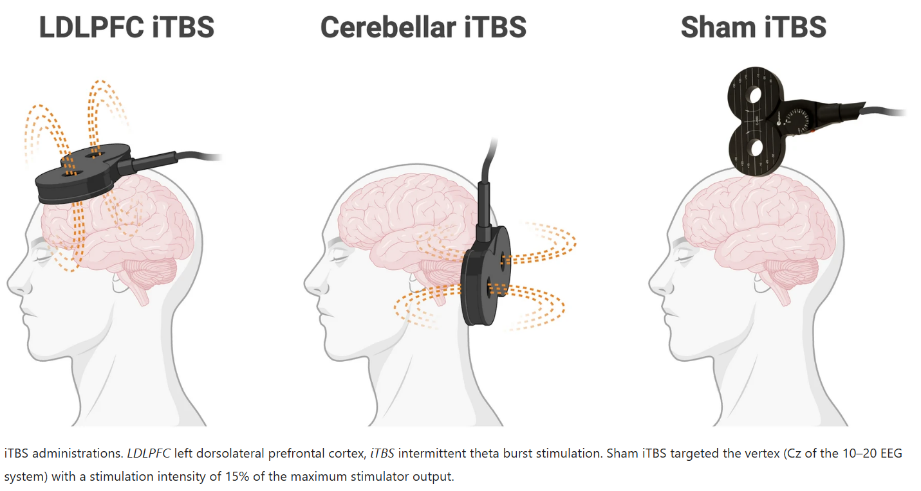 LDLPFC iTBS
Cerebellar iTBS
Sham iTBS
iTBS administrations. LDLPFC left dorsolateral prefrontal cortex, iTBS intermittent theta burst stimulation. Sham iTBS targeted the vertex (Cz of the 10–20 EEG
system) with a stimulation intensity of 15% of the maximum stimulator output.